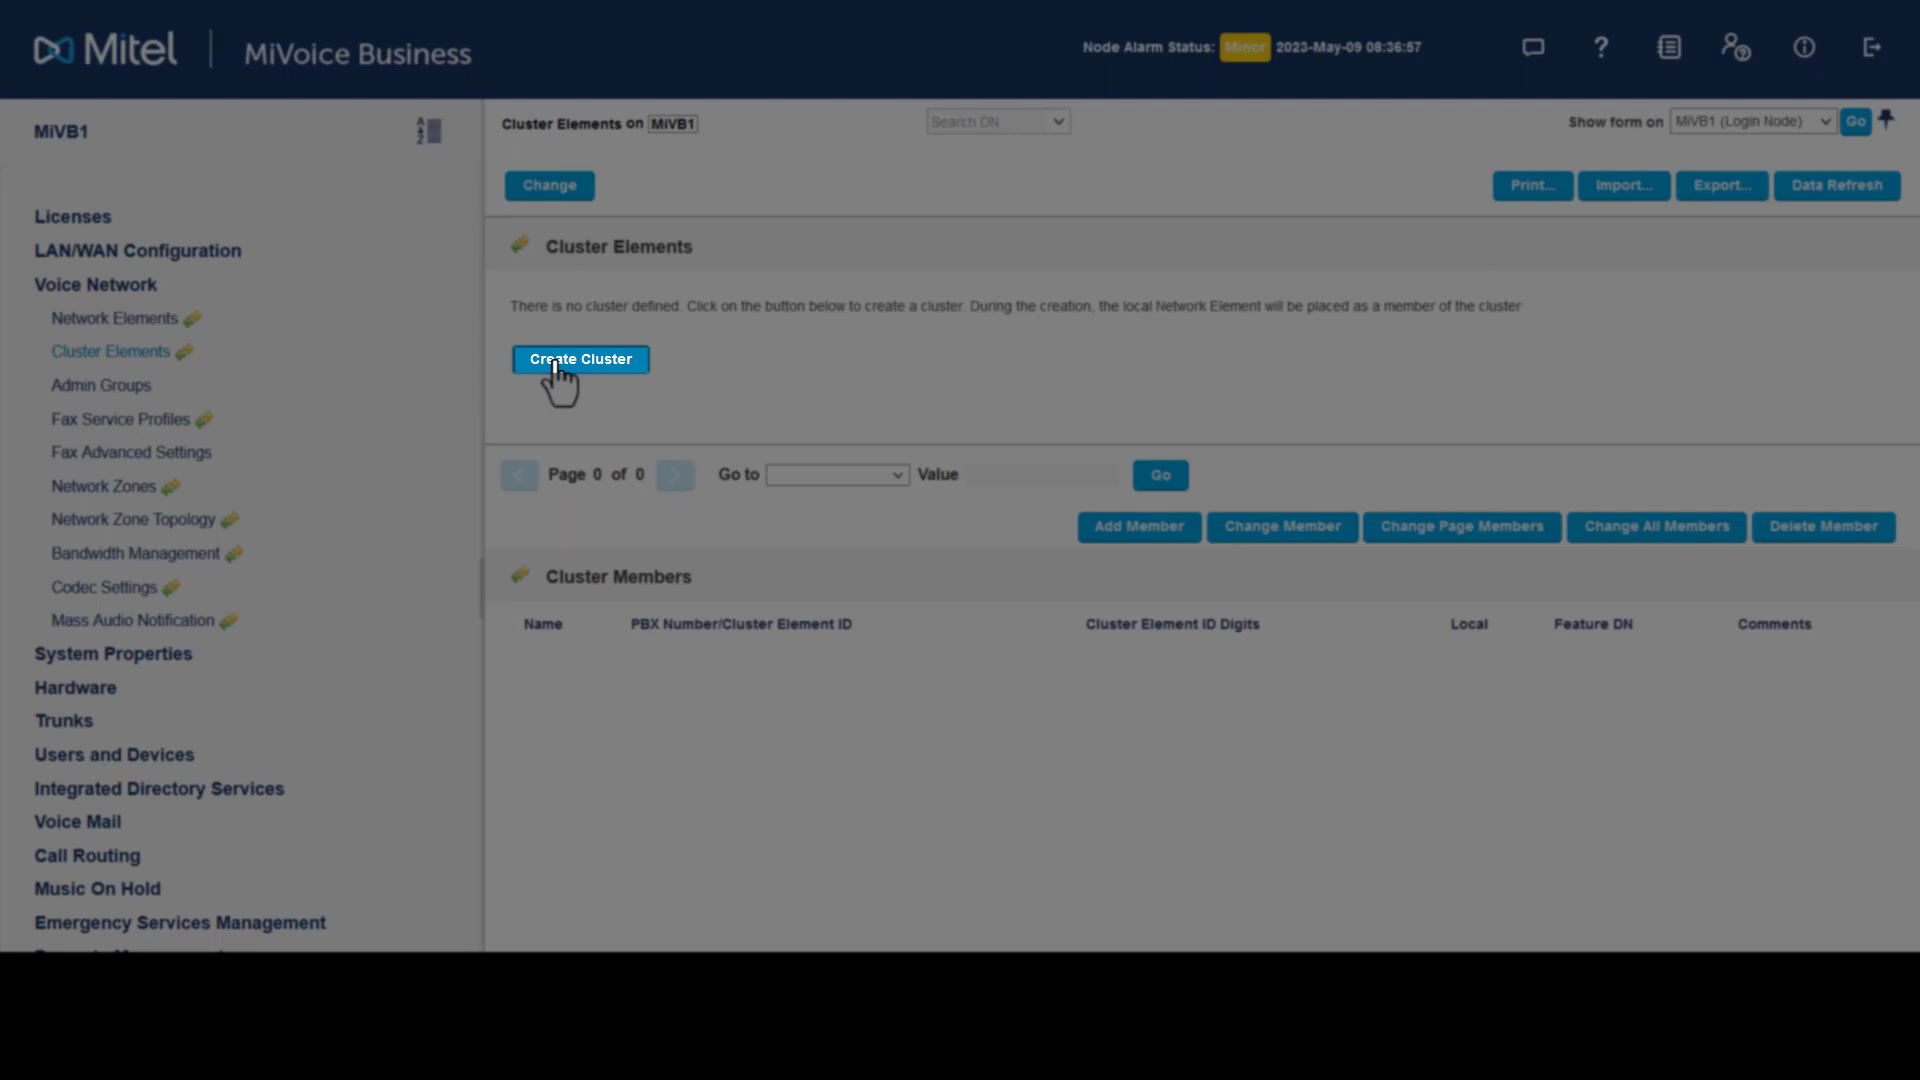 Mitel MiVoice Business
Node Alarm Status: Minor 2023-May-09 08:36:57
MiVB1
Licenses
LAN/WAN Configuration
Voice Network
Network Elements
Cluster Elements
Admin Groups
Fax Service Profiles
Fax Advanced Settings
Network Zones
Network Zone Topology
Bandwidth Management
Codec Settings
Mass Audio Notification
System Properties
Hardware
Trunks
Users and Devices
Integrated Directory Services
Voice Mail
Call Routing
Music On Hold
Emergency Services Management
Cluster Elements on MiVB1
Search DN
Show form on MiVB1 (Login Node) Go
Change
Print... Import... Export... Data Refresh
Cluster Elements
There is no cluster defined. Click on the button below to create a cluster. During the creation, the local Network Element will be placed as a member of the cluster
Create Cluster
< Page 0 of 0 > Go to Value Go
Add Member Change Member Change Page Members Change All Members Delete Member
Cluster Members
Name PBX Number/Cluster Element ID Cluster Element ID Digits Local Feature DN Comments